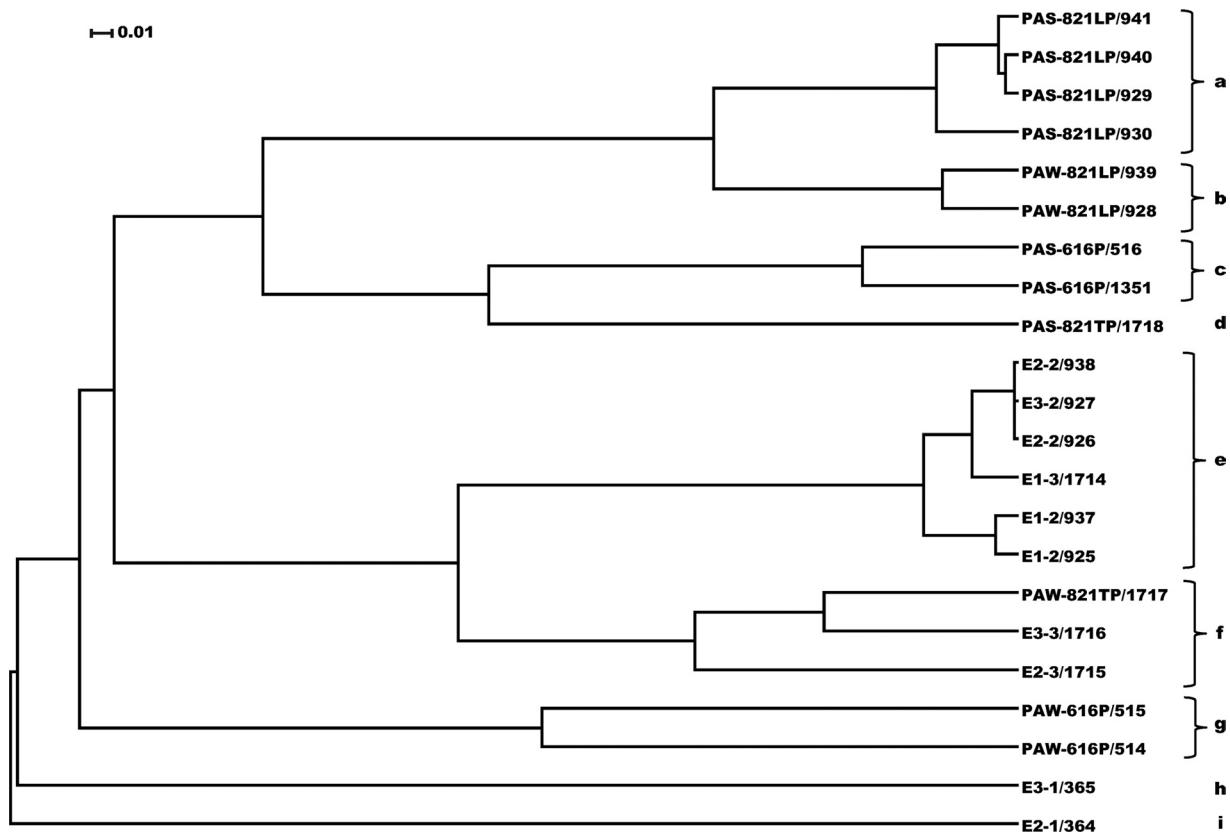 0.01
PAS-821LP/941
PAS-821LP/940
a
PAS-821LP/929
PAS-821LP/930
PAW-821LP/939
b
PAW-821LP/928
PAS-616P/516
c
PAS-616P/1351
PAS-821TP/1718 d
E2-2/938
E3-2/927
E2-2/926
e
E1-3/1714
E1-2/937
E1-2/925
PAW-821TP/1717
E3-3/1716 f
E2-3/1715
PAW-616P/515
g
PAW-616P/514
E3-1/365 h
E2-1/364 i